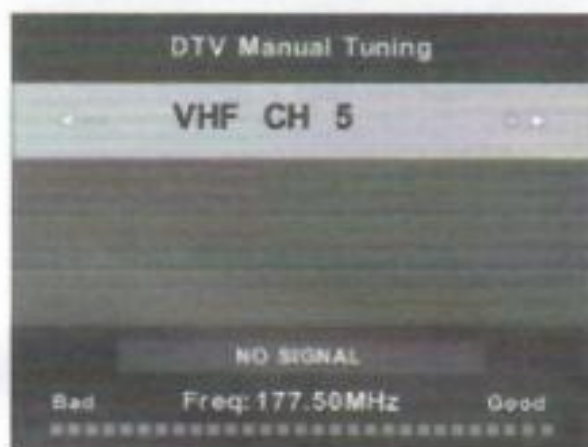 DTV Manual Tuning
VHF CH 5
NO SIGNAL
Bad Freq:177.50MHz Good